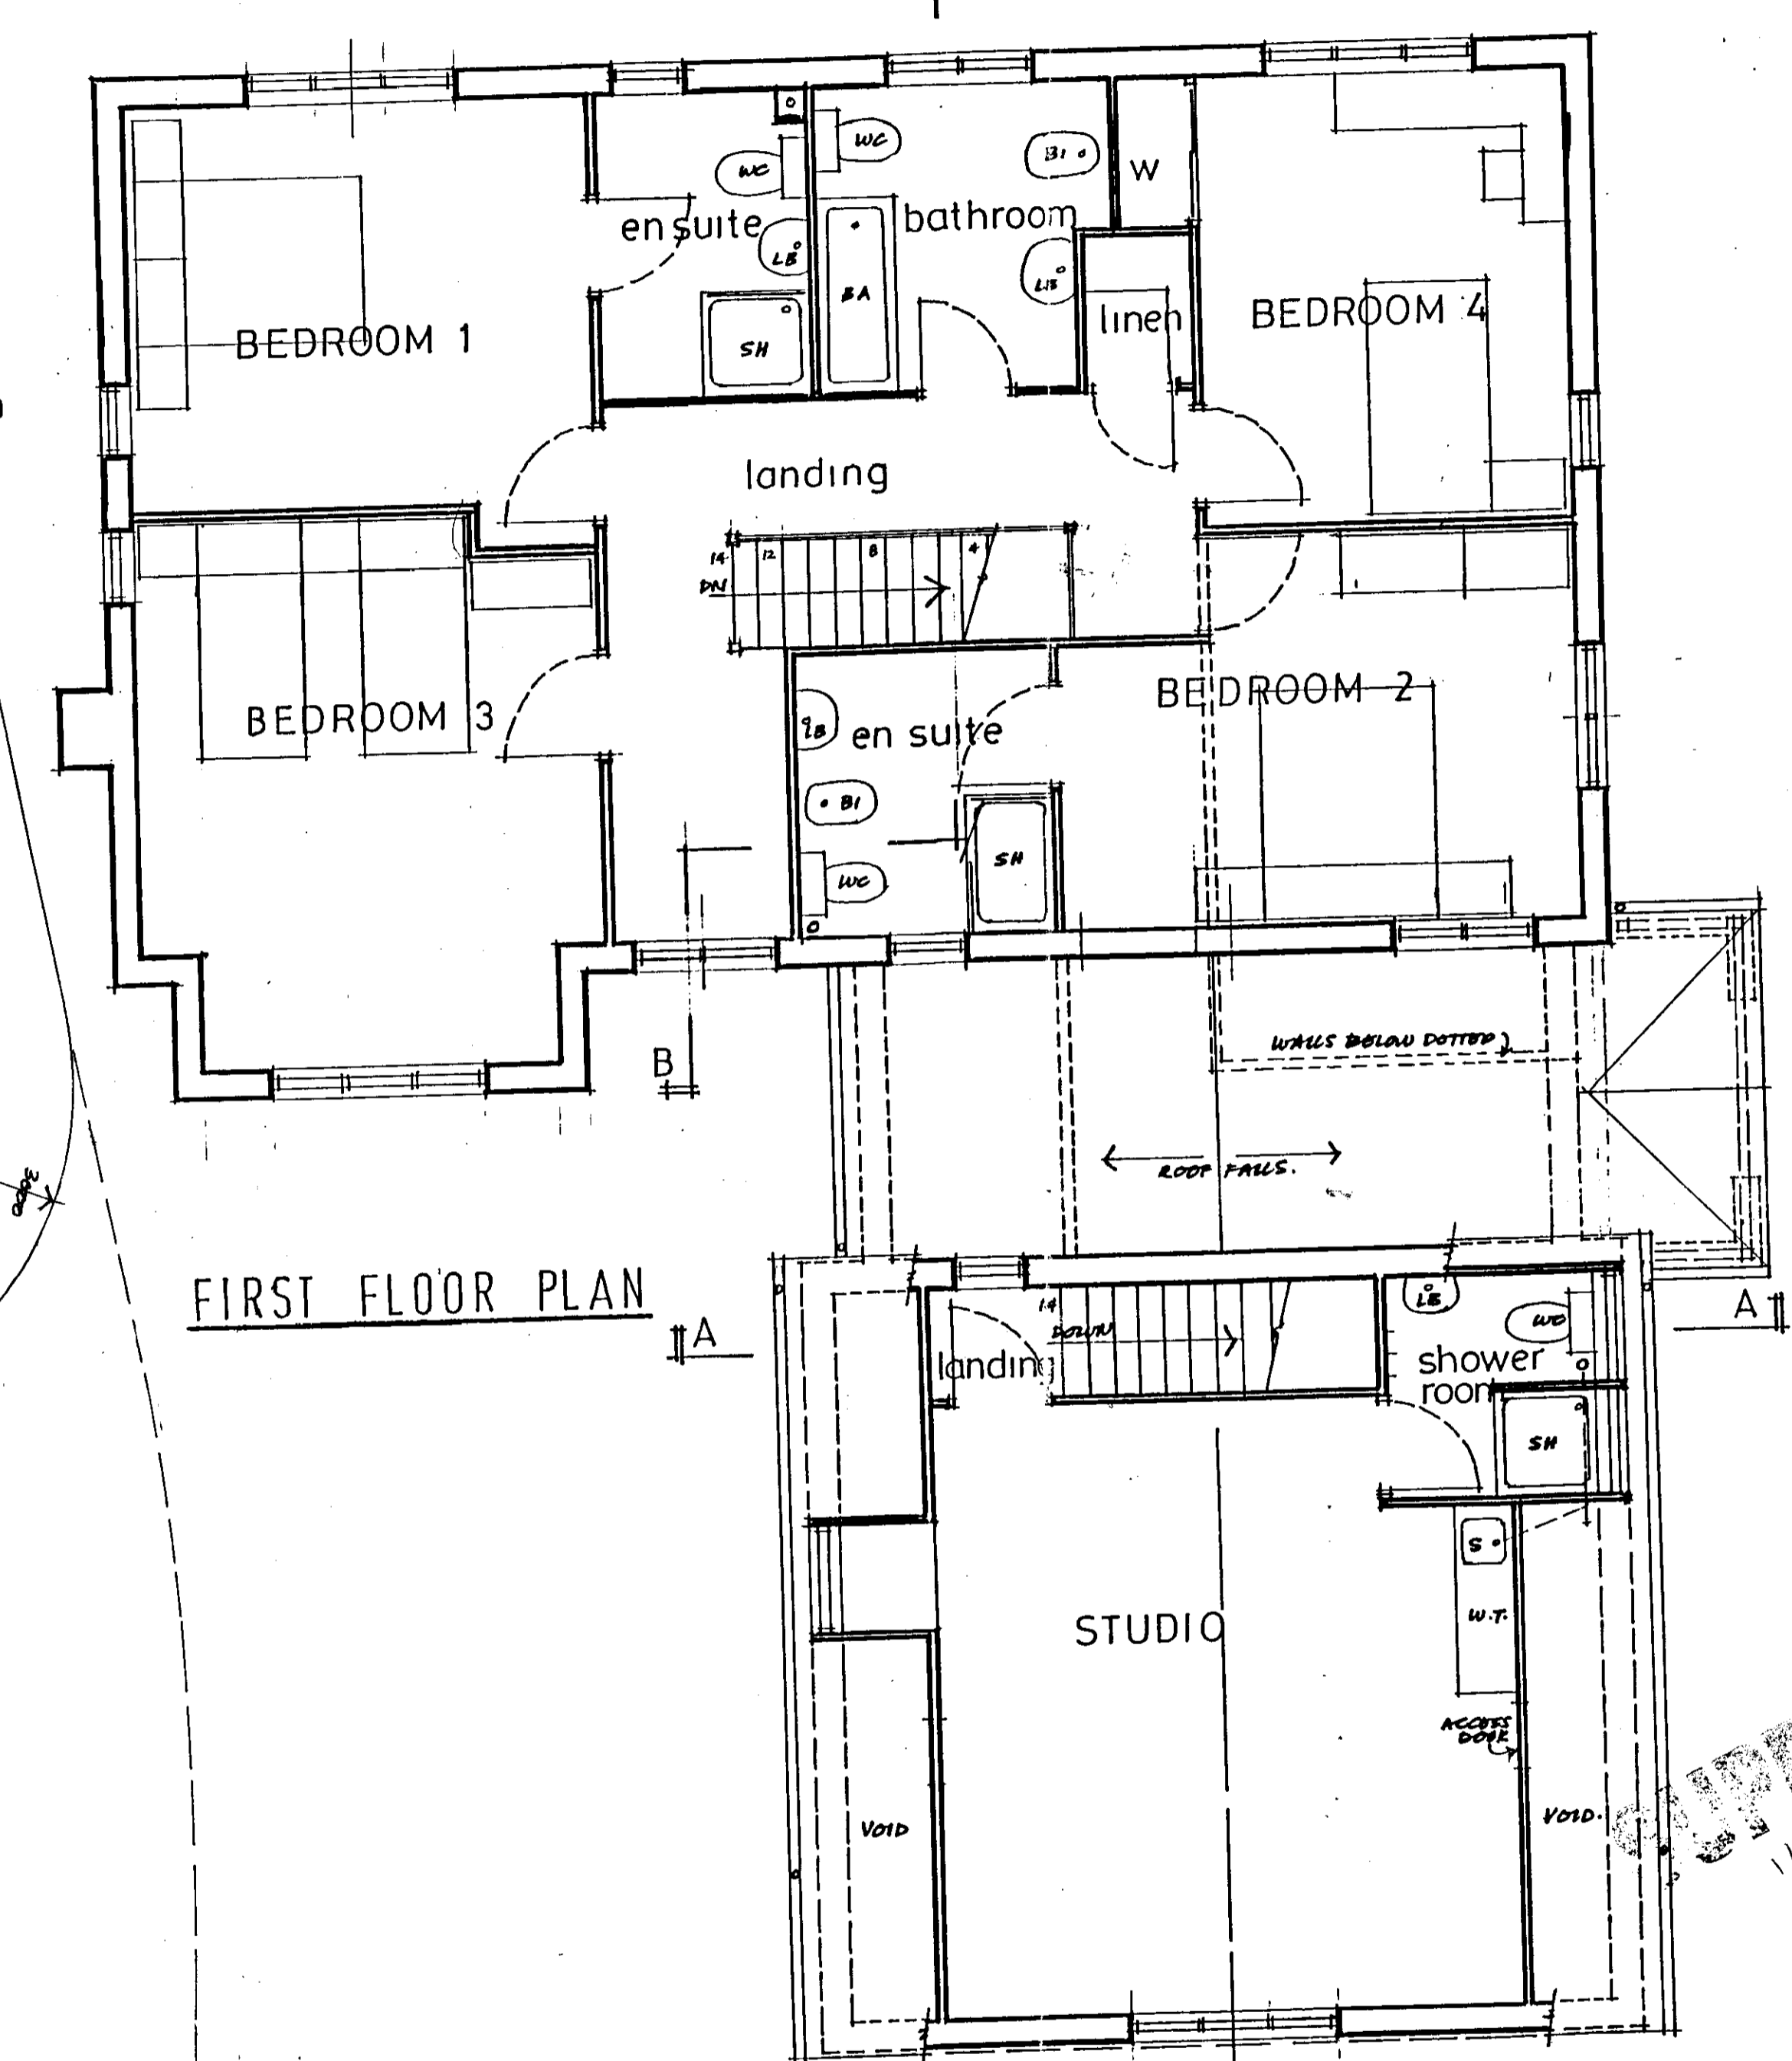 WC
WC
BI
W
en suite
bathroom
LB
LB
BA
linen
BEDROOM 4
BEDROOM 1
SH
landing
14
12
8
4
DN
BEDROOM 3
BEDROOM 2
LB
en suite
BI
SH
WC
WALLS BELOW DOTTED
B
ROOF FALLS.
FIRST FLOOR PLAN
A
A
14
DOWN
landing
LB
WC
shower
room
SH
S
W.T.
STUDIO
ACCESS
DOOR
VOID
VOID.